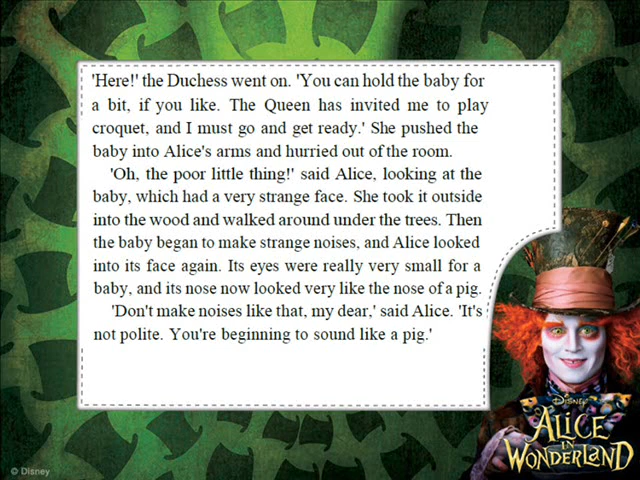 'Here!' the Duchess went on. 'You can hold the baby for
a bit, if you like. The Queen has invited me to play
croquet, and I must go and get ready.' She pushed the
baby into Alice's arms and hurried out of the room.
'Oh, the poor little thing!' said Alice, looking at the
baby, which had a very strange face. She took it outside
into the wood and walked around under the trees. Then
the baby began to make strange noises, and Alice looked
into its face again. Its eyes were really very small for a
baby, and its nose now looked very like the nose of a pig.
'Don't make noises like that, my dear,' said Alice. 'It's
not polite. You're beginning to sound like a pig.'
DISNEY
ALICE
IN
WONDERLAND
© Disney